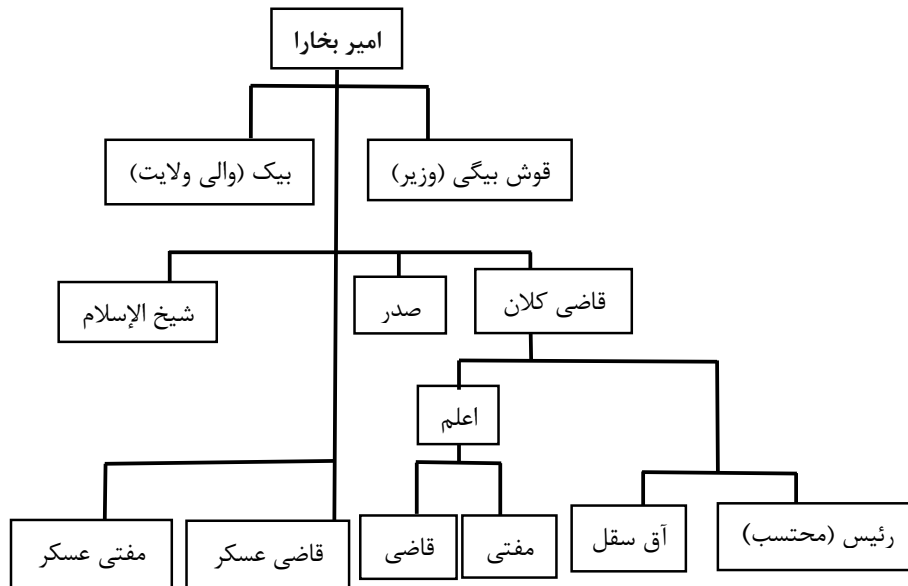 امیر بخارا
قوش بیگی (وزیر)
بیک (والی ولایت)
قاضی کلان
صدر
شیخ الإسلام
اعلم
رئیس (محتسب)
آق سقل
مفتی
قاضی
قاضی عسکر
مفتی عسکر